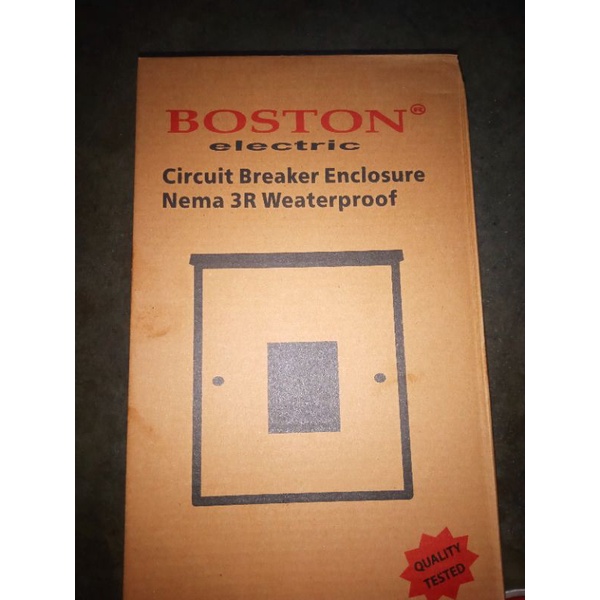 BOSTON®
electric
Circuit Breaker Enclosure
Nema 3R Weaterproof
QUALITY
TESTED